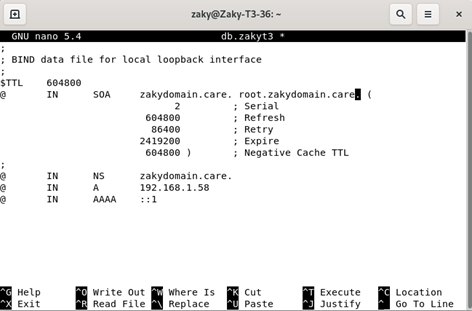 zaky@Zaky-T3-36: ~
GNU nano 5.4 db.zakyt3 *
;
; BIND data file for local loopback interface
;
$TTL 604800
@ IN SOA zakydomain.care. root.zakydomain.care. (
2 ; Serial
604800 ; Refresh
86400 ; Retry
2419200 ; Expire
604800 ) ; Negative Cache TTL
;
@ IN NS zakydomain.care.
@ IN A 192.168.1.58
@ IN AAAA ::1
^G Help ^O Write Out ^W Where Is ^K Cut ^T Execute ^C Location
^X Exit ^R Read File ^\ Replace ^U Paste ^J Justify ^_ Go To Line